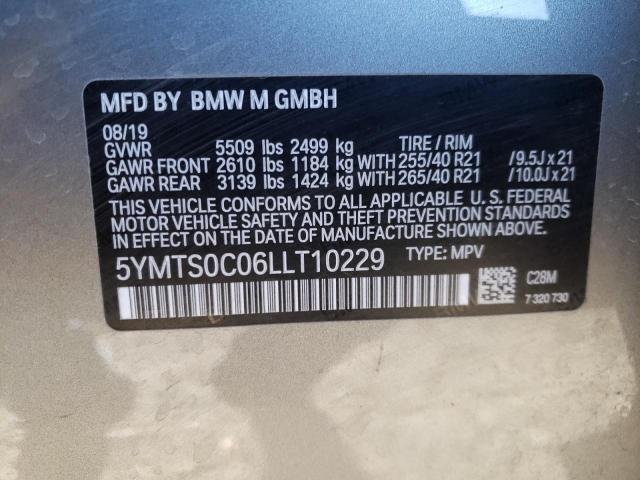 MFD BY BMW M GMBH
08/19
GVWR 5509 lbs 2499 kg TIRE / RIM
GAWR FRONT 2610 lbs 1184 kg WITH 255/40 R21 /9.5J x 21
GAWR REAR 3139 lbs 1424 kg WITH 265/40 R21 /10.0J x 21
THIS VEHICLE CONFORMS TO ALL APPLICABLE U. S. FEDERAL
MOTOR VEHICLE SAFETY AND THEFT PREVENTION STANDARDS
IN EFFECT ON THE DATE OF MANUFACTURE SHOWN ABOVE.
5YMTS0C06LLT10229 TYPE: MPV
C28M
7 320 730